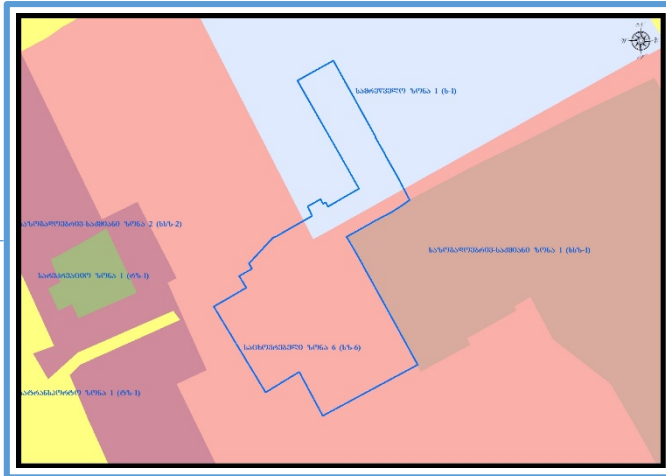 სამრეწველო ზონა 1 (ს-1)
საზოგადოებრივ-საქმიანი ზონა 2 (სსზ-2)
საზოგადოებრივ-საქმიანი ზონა 1 (სსზ-1)
სარეკრეაციო ზონა 1 (რზ-1)
საცხოვრებელი ზონა 6 (სზ-6)
სატრანსპორტო ზონა 1 (ტზ-1)